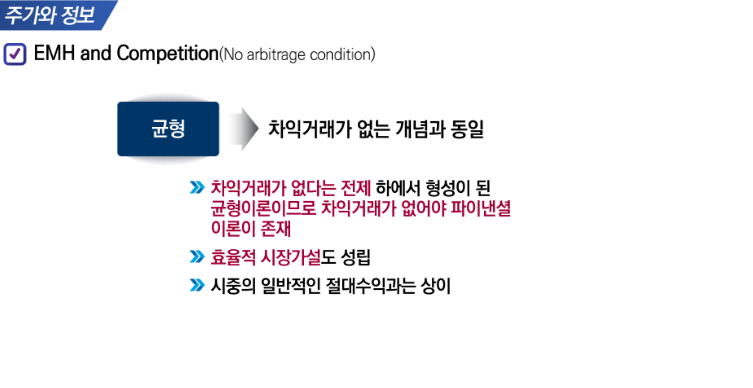 주가와 정보
EMH and Competition(No arbitrage condition)
균형
차익거래가 없는 개념과 동일
차익거래가 없다는 전제 하에서 형성이 된
균형이론이므로 차익거래가 없어야 파이낸셜
이론이 존재
효율적 시장가설도 성립
시중의 일반적인 절대수익과는 상이